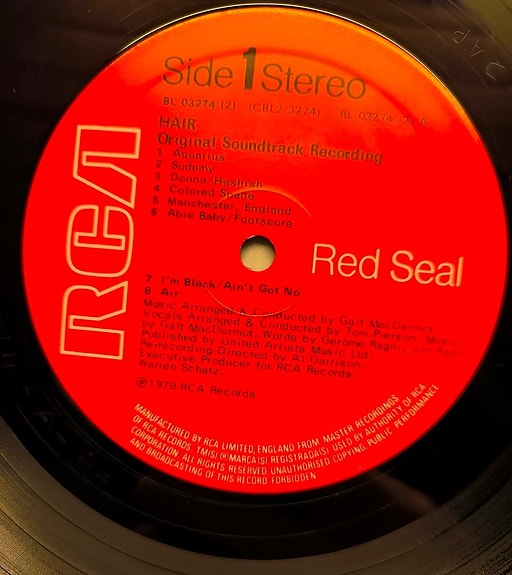 Side 1 Stereo
BL 03274 (2) (CBL2 3274) BL 03274 (2) A
HAIR
Original Soundtrack Recording
1 Aquarius
2 Sodomy
3 Donna/Hashish
4 Colored Spade
5 Manchester, England
6 Abie Baby/Fourscore
RCA
Red Seal
7 I'm Black/Ain't Got No
8 Air
Music Arranged & Conducted by Galt MacDermot.
Vocals Arranged & Conducted by Tom Pierson. Music
by Galt MacDermot. Words by Gerome Ragni, Jim Rado
Published by United Artists Music Ltd.
Re-recording Directed by Al Garrison.
Executive Producer for RCA Records:
Warren Schatz.
℗ 1979 RCA Records
MANUFACTURED BY RCA LIMITED, ENGLAND FROM MASTER RECORDINGS
OF RCA RECORDS. TM(S) ® MARCA(S) REGISTRADA(S) USED BY AUTHORITY OF RCA
CORPORATION. ALL RIGHTS RESERVED. UNAUTHORISED COPYING, PUBLIC PERFORMANCE
AND BROADCASTING OF THIS RECORD FORBIDDEN